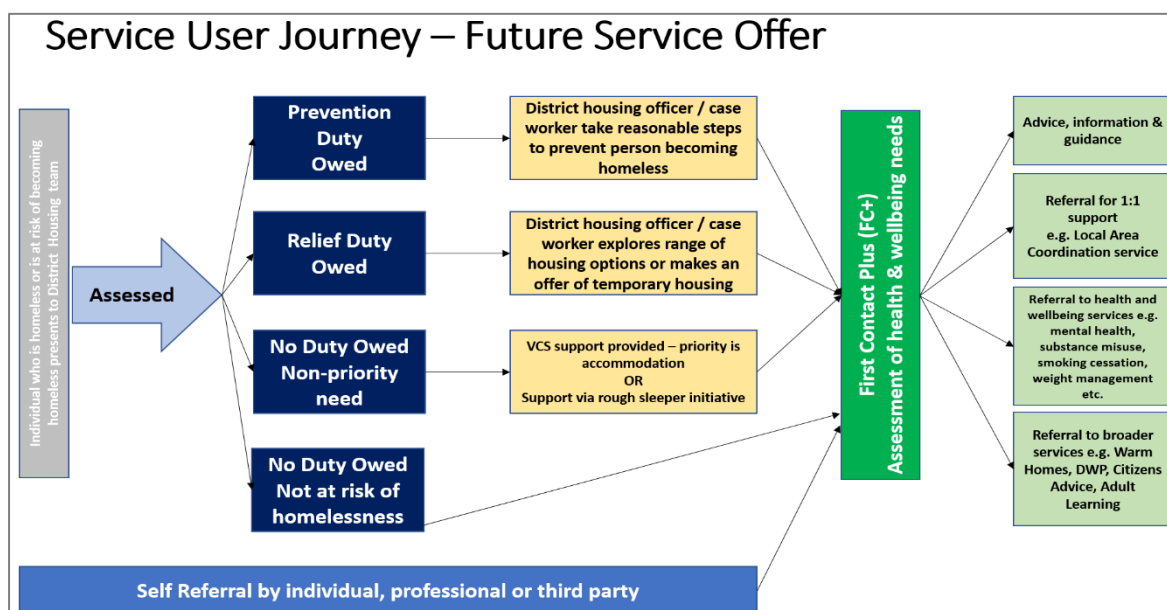 Service User Journey – Future Service Offer
Individual who is homeless or is at risk of becoming
homeless presents to District Housing team
Assessed
Prevention
Duty
Owed
District housing officer / case
worker take reasonable steps
to prevent person becoming
homeless
Relief Duty
Owed
District housing officer / case
worker explores range of
housing options or makes an
offer of temporary housing
No Duty Owed
Non-priority
need
VCS support provided – priority is
accommodation
OR
Support via rough sleeper initiative
No Duty Owed
Not at risk of
homelessness
Self Referral by individual, professional or third party
First Contact Plus (FC+)
Assessment of health & wellbeing needs
Advice, information &
guidance
Referral for 1:1
support
e.g. Local Area
Coordination service
Referral to health and
wellbeing services e.g.
mental health,
substance misuse,
smoking cessation,
weight management
etc.
Referral to broader
services e.g. Warm
Homes, DWP, Citizens
Advice, Adult
Learning